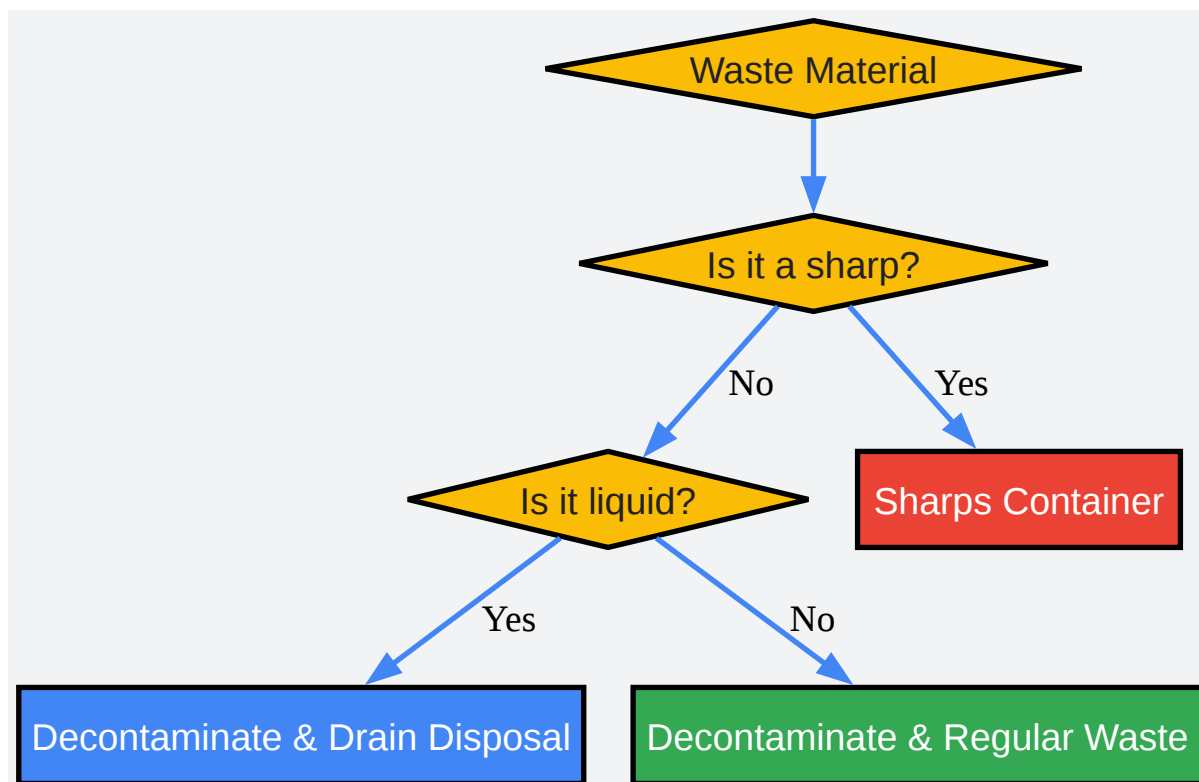 Waste Material
Is it a sharp?
No
Yes
Is it liquid?
Sharps Container
Yes
No
Decontaminate & Drain Disposal
Decontaminate & Regular Waste